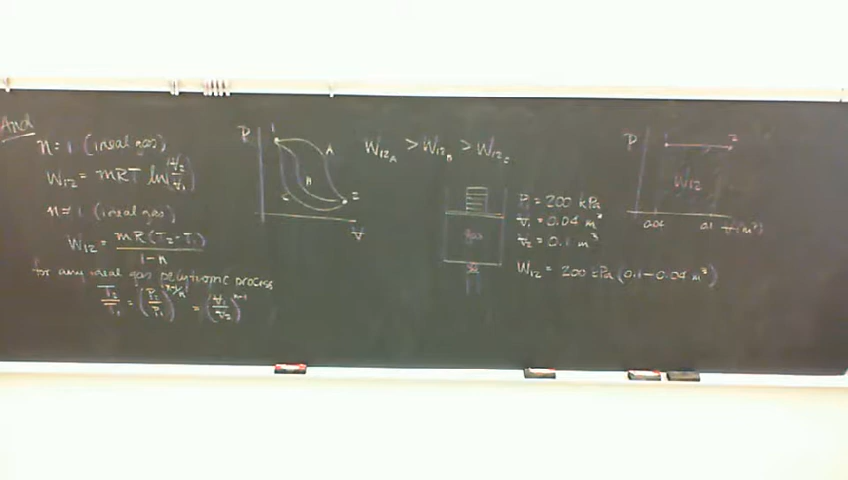 And
n = 1 (ideal gas)
W₁₂ = mRT ln(V₂/V₁)
n ≠ 1 (ideal gas)
W₁₂ = mR(T₂-T₁)/1-n
for any ideal gas polytropic process
T₂/T₁ = (P₂/P₁)^(n-1/n) = (V₁/V₂)^(n-1)
P
1
A
B
C
2
V
W₁₂A > W₁₂B > W₁₂C
gas
P₁ = 200 kPa
V₁ = 0.04 m³
V₂ = 0.1 m³
W₁₂ = 200 kPa (0.1-0.04 m³)
P
1
2
W₁₂
0.04
0.1
V(m³)